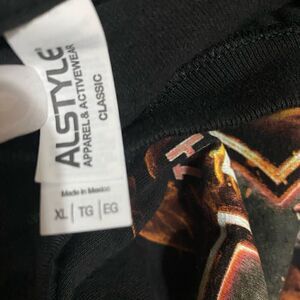 ALSTYLE
APPAREL & ACTIVEWEAR
CLASSIC
Made in Mexico
XL | TG | EG